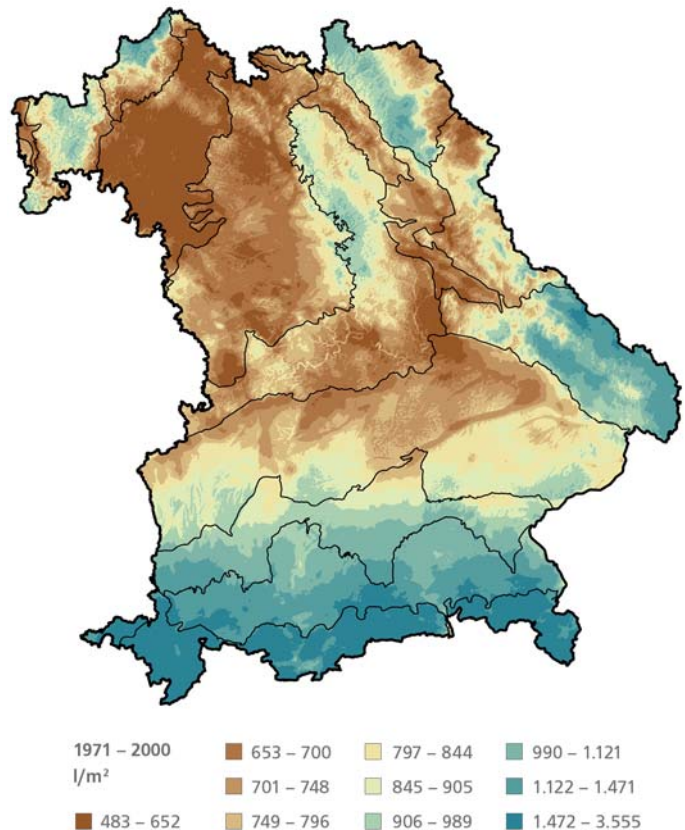 1971 – 2000
l/m²
483 – 652
653 – 700
701 – 748
749 – 796
797 – 844
845 – 905
906 – 989
990 – 1.121
1.122 – 1.471
1.472 – 3.555